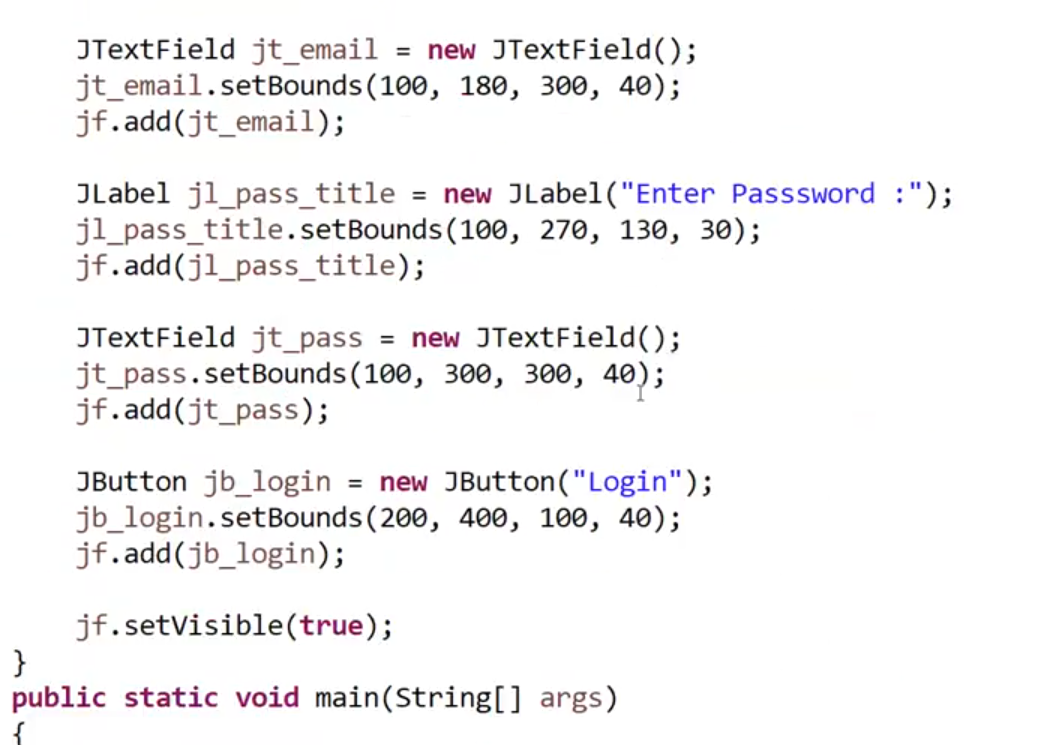 JTextField jt_email = new JTextField();
jt_email.setBounds(100, 180, 300, 40);
jf.add(jt_email);
JLabel jl_pass_title = new JLabel("Enter Passsword :");
jl_pass_title.setBounds(100, 270, 130, 30);
jf.add(jl_pass_title);
JTextField jt_pass = new JTextField();
jt_pass.setBounds(100, 300, 300, 40);
jf.add(jt_pass);
JButton jb_login = new JButton("Login");
jb_login.setBounds(200, 400, 100, 40);
jf.add(jb_login);
jf.setVisible(true);
}
public static void main(String[] args)
{